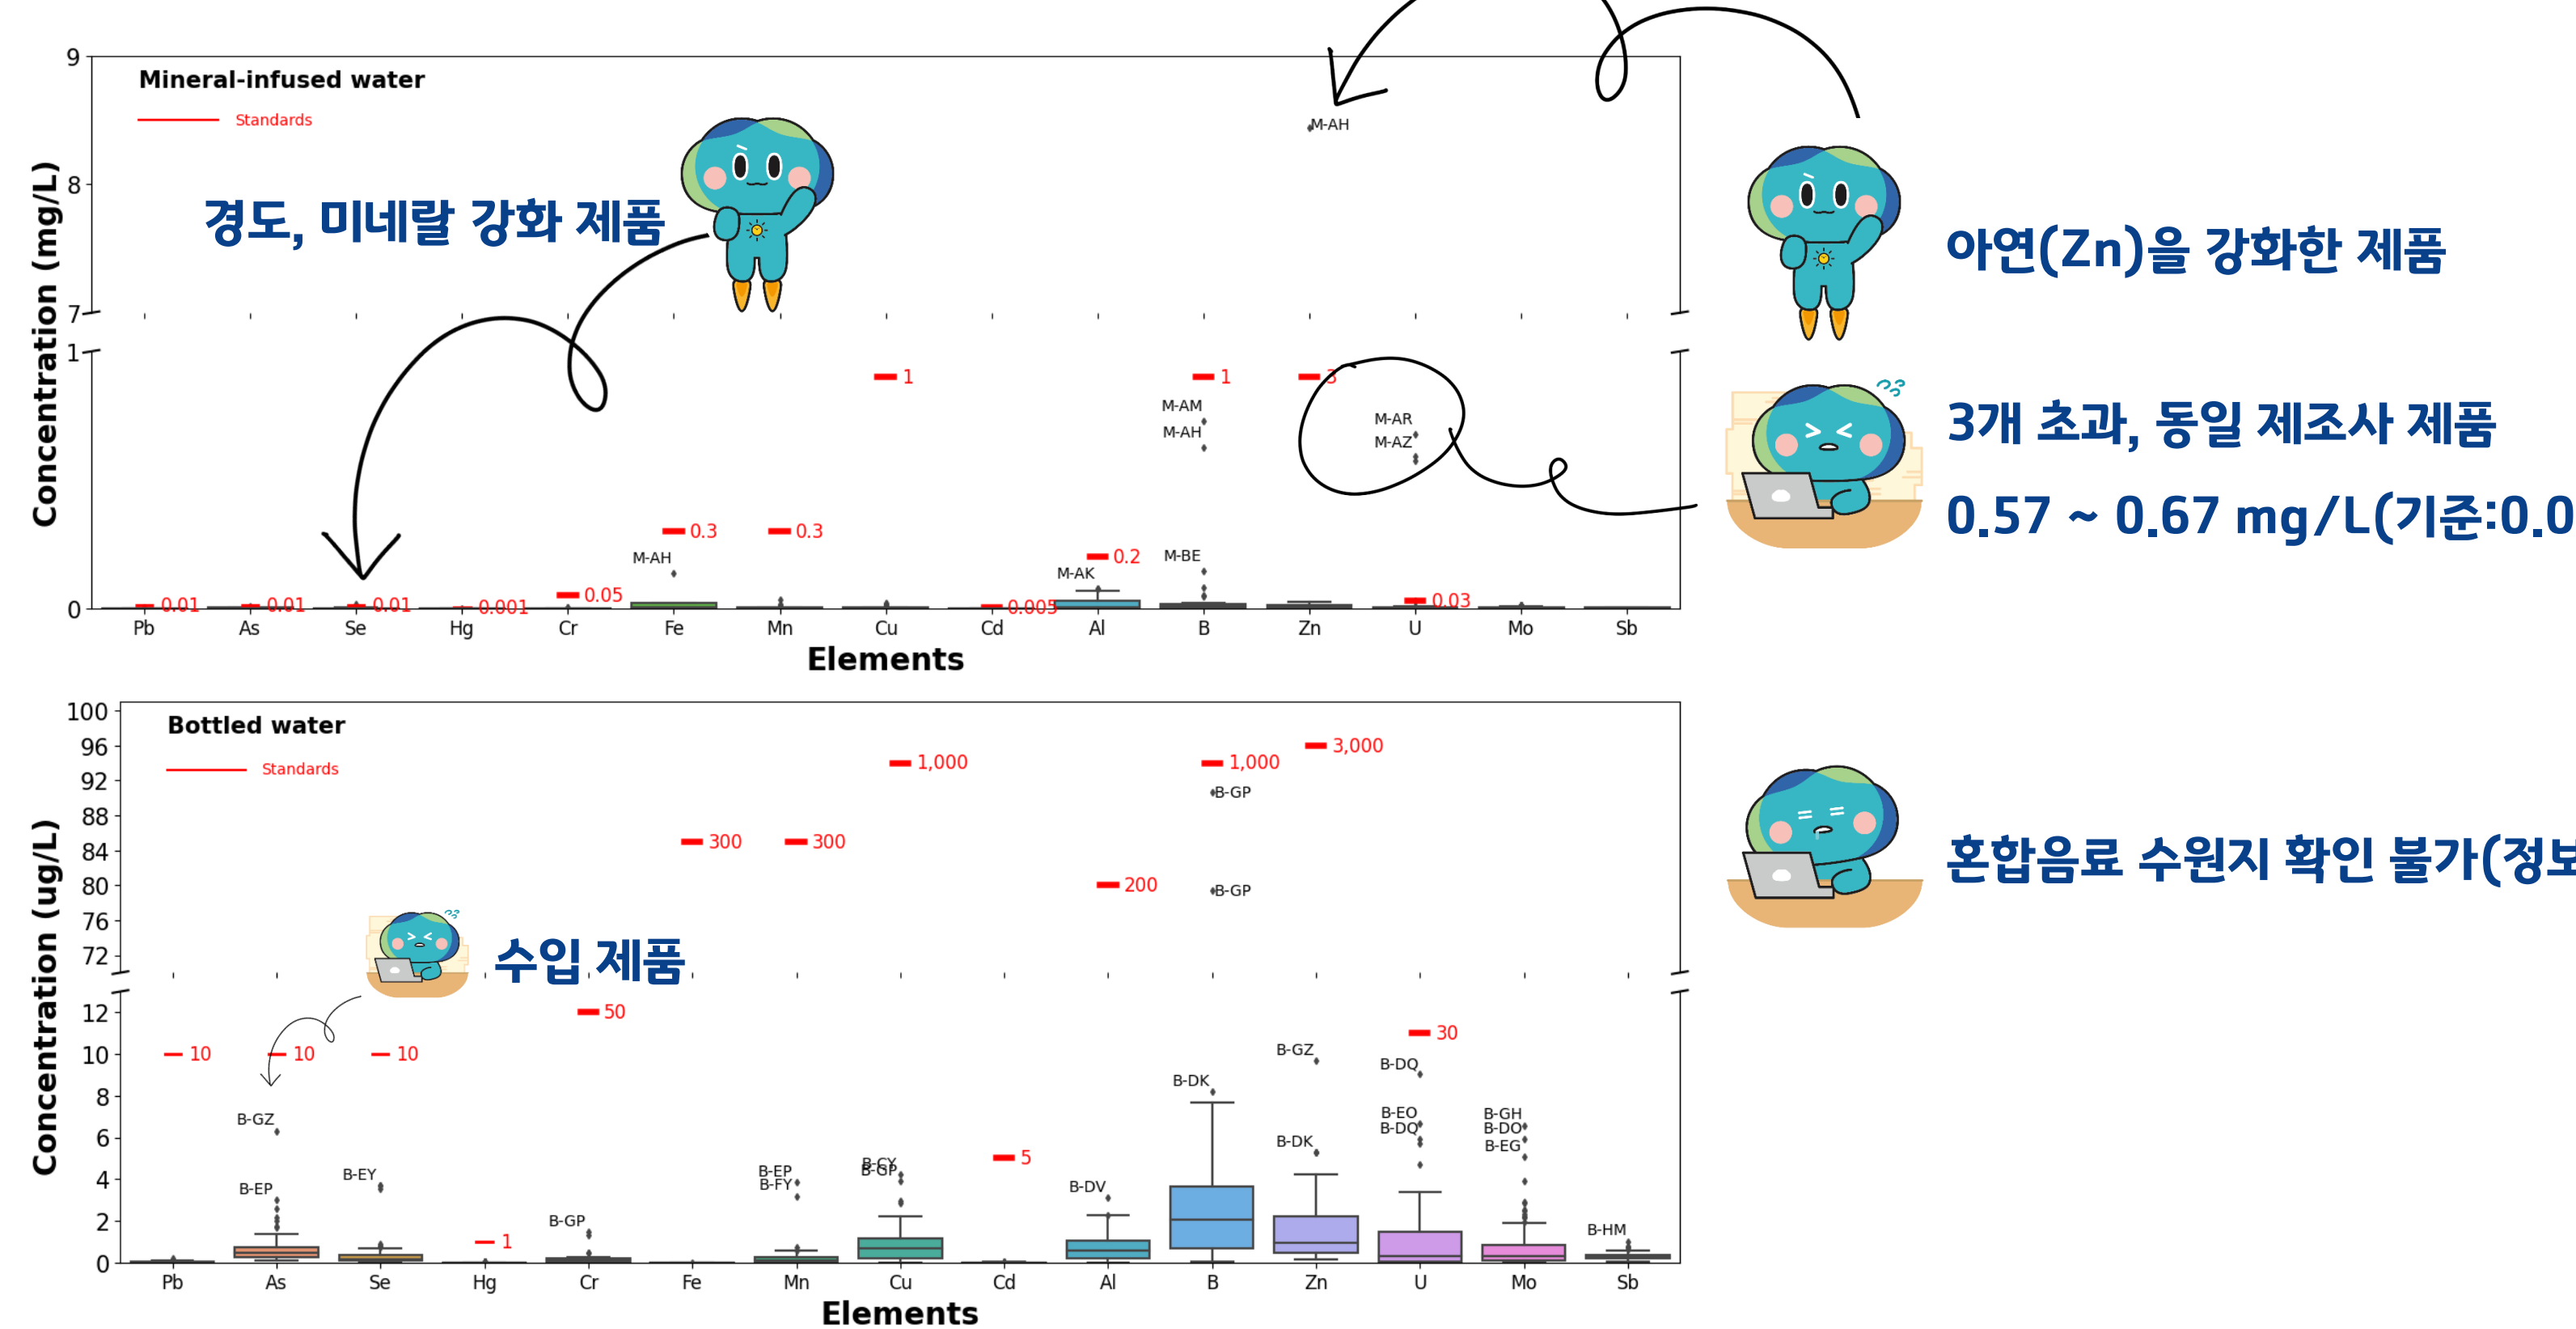 Mineral-infused water
Standards
Concentration (mg/L)
9
8
7
1
0
경도, 미네랄 강화 제품
M-AH
아연(Zn)을 강화한 제품
1
1
3
M-AM
M-AH
M-AR
M-AZ
3개 초과, 동일 제조사 제품
0.57 ~ 0.67 mg/L(기준:0.0
0.3
0.3
M-AH
0.2
M-AK
M-BE
0.01
0.01
0.01
0.001
0.05
0.005
0.03
Pb As Se Hg Cr Fe Mn Cu Cd Al B Zn U Mo Sb
Elements
Bottled water
Standards
Concentration (ug/L)
100
96
92
88
84
80
76
72
12
10
8
6
4
2
0
1,000
1,000
3,000
B-GP
300
300
200
B-GP
혼합음료 수원지 확인 불가(정보
수입 제품
50
30
10
10
10
B-GZ
B-DQ
B-DK
B-GZ
B-EO
B-DQ
B-GH
B-DO
B-EG
B-DK
5
B-EY
B-EP
B-EP
B-FY
B-CY
B-GP
B-DV
B-GP
B-HM
1
Pb As Se Hg Cr Fe Mn Cu Cd Al B Zn U Mo Sb
Elements